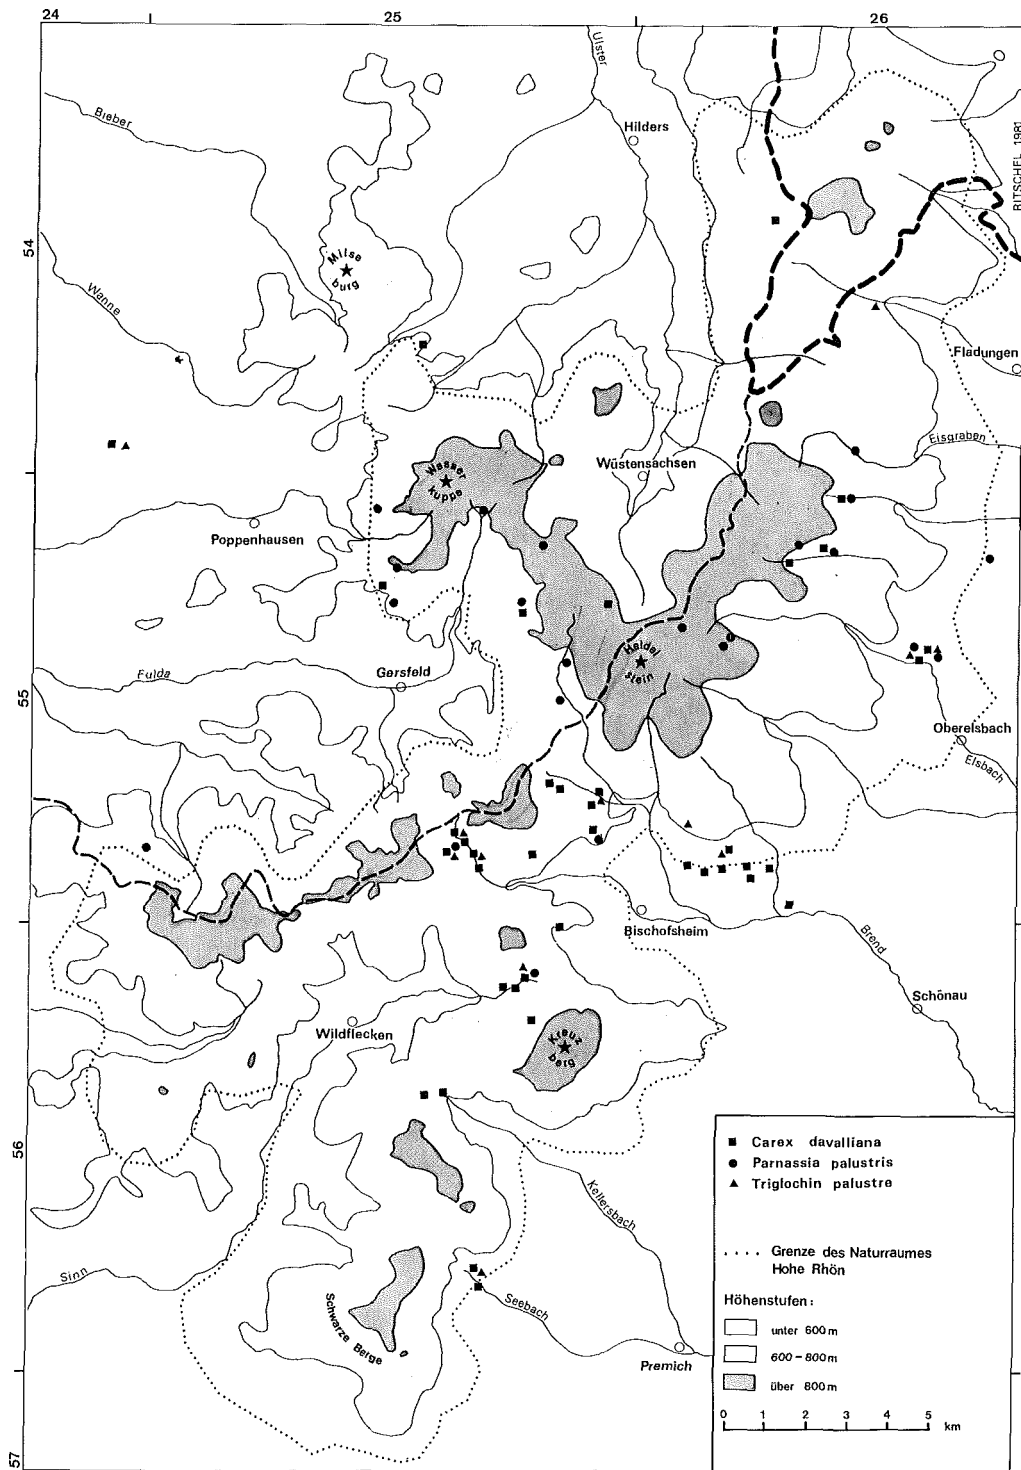 24
25
26
Ulster
Bieber
Hilders
RITSCHEL 1981
54
Milse
burg
Wanne
Fladungen
Eisgraben
Wasser
kuppe
Wüstensachsen
Poppenhausen
Heidel
stein
Fulda
Gersfeld
55
Oberelsbach
Elsbach
Bischofsheim
Brend
Schönau
Wildflecken
Kreuz
berg
56
Carex davalliana
Parnassia palustris
Triglochin palustre
Kellersbach
Grenze des Naturraumes
Hohe Rhön
Sinn
Seebach
Schwarze Berge
Höhenstufen:
unter 600 m
600 – 800 m
über 800 m
Premich
0 1 2 3 4 5
km
57